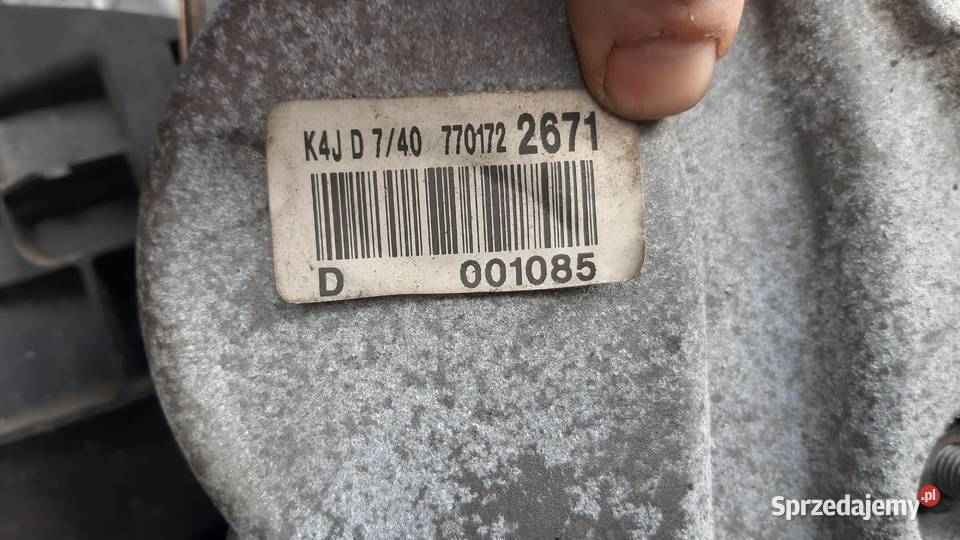 K4J D 7/40 770172 2671
D 001085
Sprzedajemy.pl